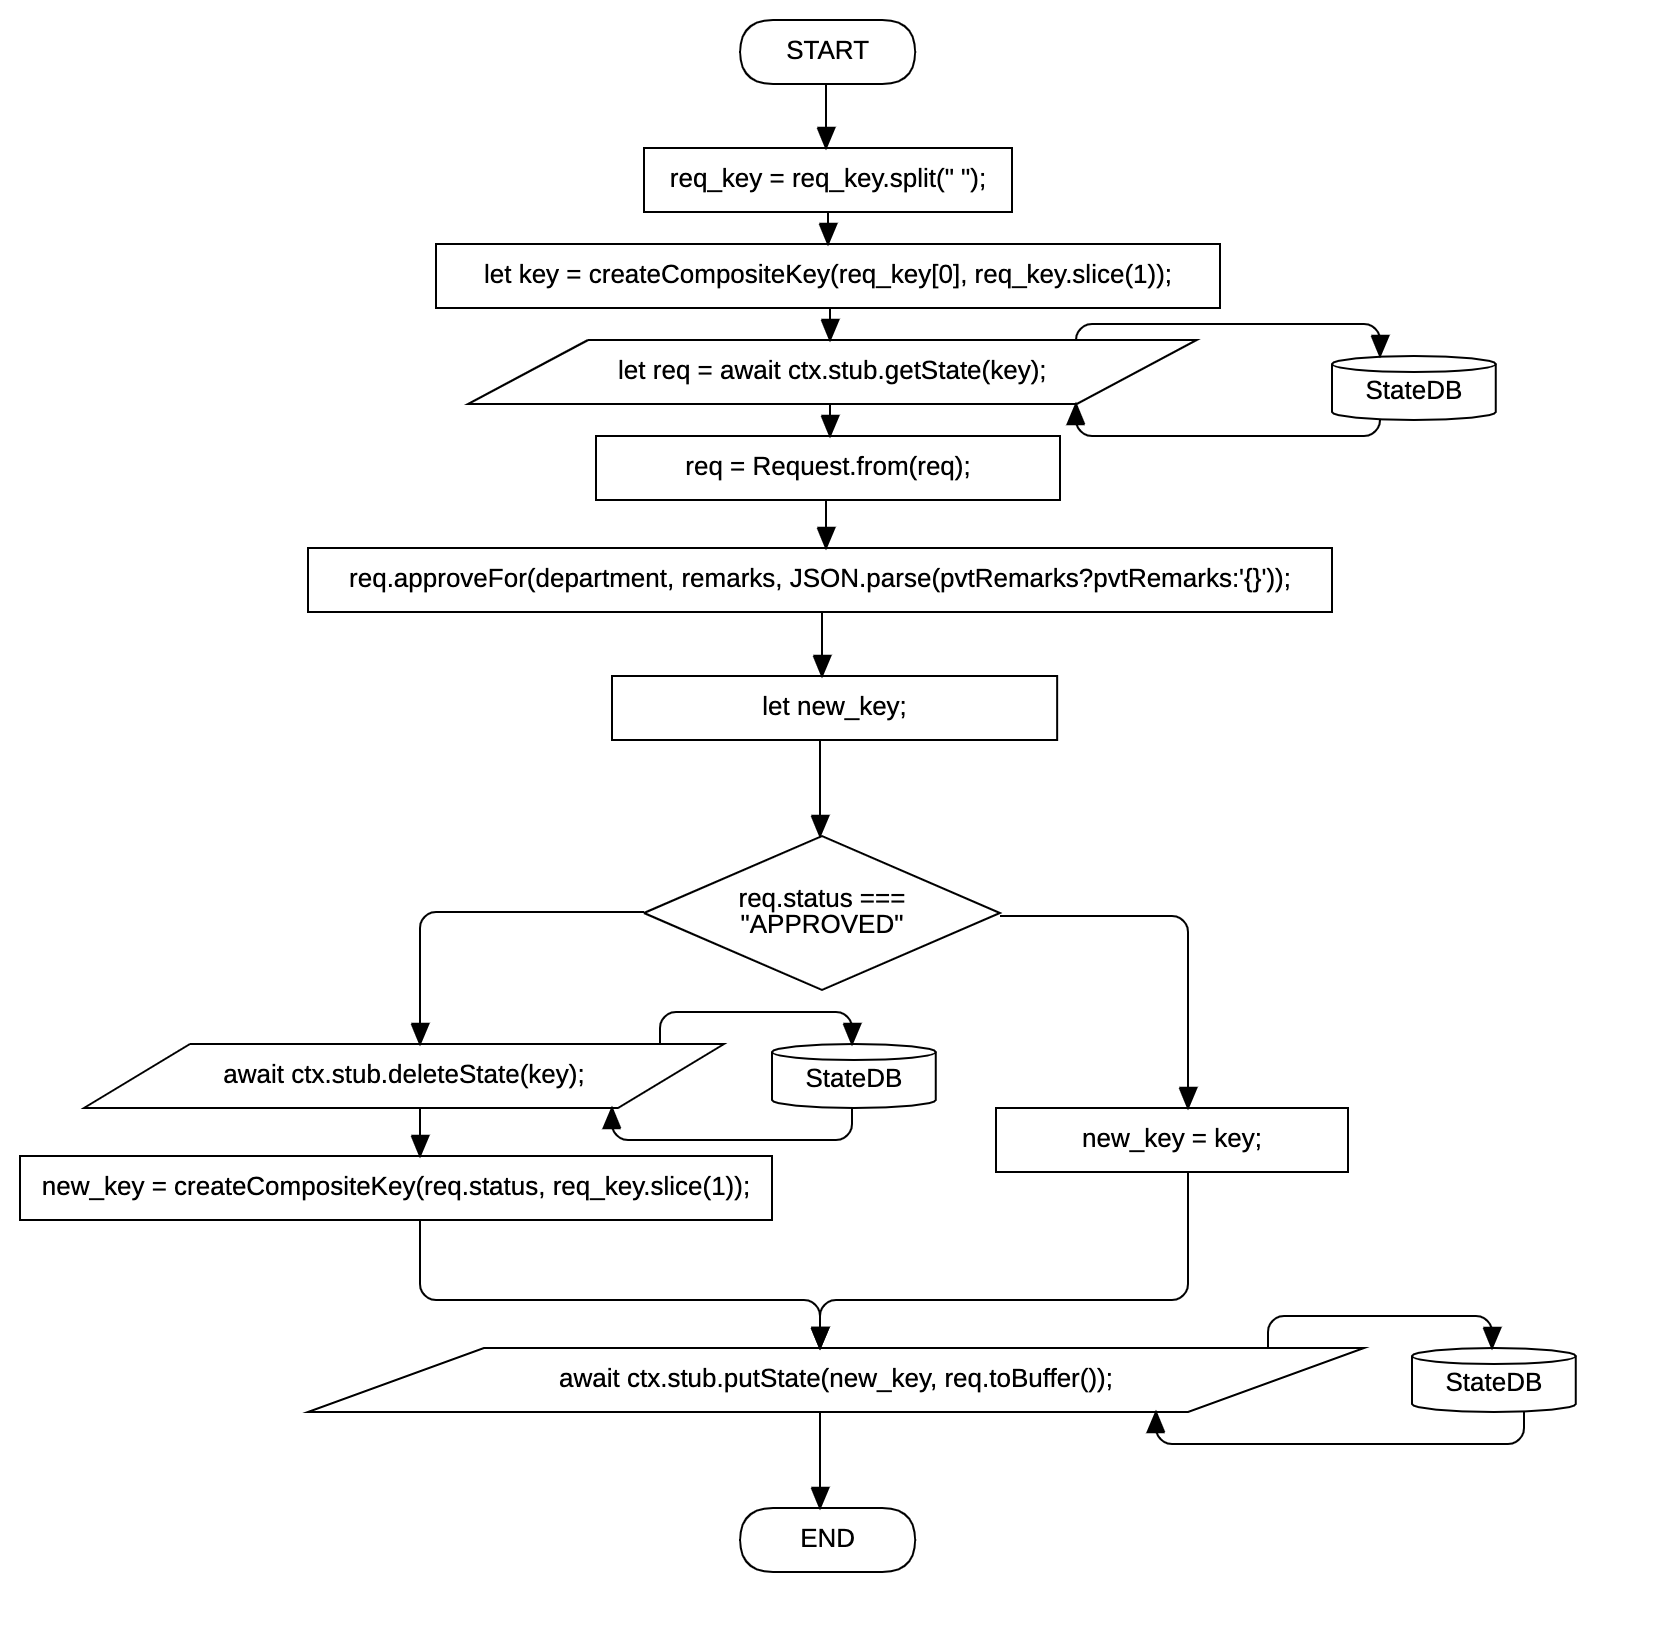 START
req_key = req_key.split(" ");
let key = createCompositeKey(req_key[0], req_key.slice(1));
let req = await ctx.stub.getState(key);
StateDB
req = Request.from(req);
req.approveFor(department, remarks, JSON.parse(pvtRemarks?pvtRemarks:'{}'));
let new_key;
req.status ===
"APPROVED"
await ctx.stub.deleteState(key);
StateDB
new_key = key;
new_key = createCompositeKey(req.status, req_key.slice(1));
await ctx.stub.putState(new_key, req.toBuffer());
StateDB
END